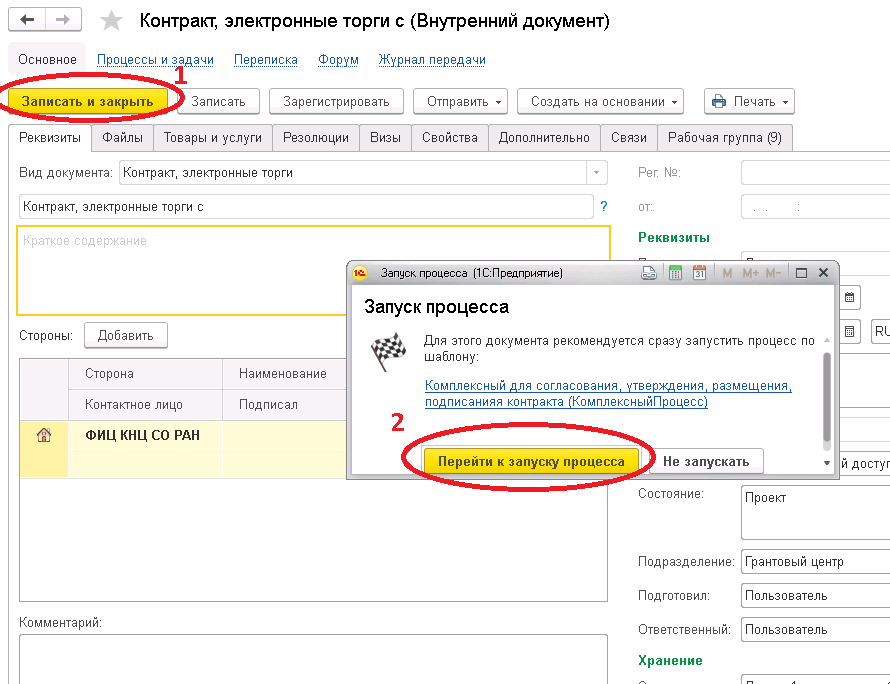 Контракт, электронные торги с (Внутренний документ)
Основное Процессы и задачи Переписка Форум Журнал передачи
1
Записать и закрыть Записать Зарегистрировать Отправить Создать на основании Печать
Реквизиты Файлы Товары и услуги Резолюции Визы Свойства Дополнительно Связи Рабочая группа (9)
Вид документа: Контракт, электронные торги Рег. №:
Контракт, электронные торги с ? от: . . :
Реквизиты
Краткое содержание
Запуск процесса (1С:Предприятие) 31 M M+ M-
Запуск процесса
Для этого документа рекомендуется сразу запустить процесс по
шаблону:
Комплексный для согласования, утверждения, размещения,
подписанияя контракта (КомплексныйПроцесс)
2
Перейти к запуску процесса Не запускать
RU
Стороны: Добавить
Сторона Наименование
Контактное лицо Подписал
ФИЦ КНЦ СО РАН
й доступ
Состояние: Проект
Подразделение: Грантовый центр
Подготовил: Пользователь
Ответственный: Пользователь
Комментарий:
Хранение